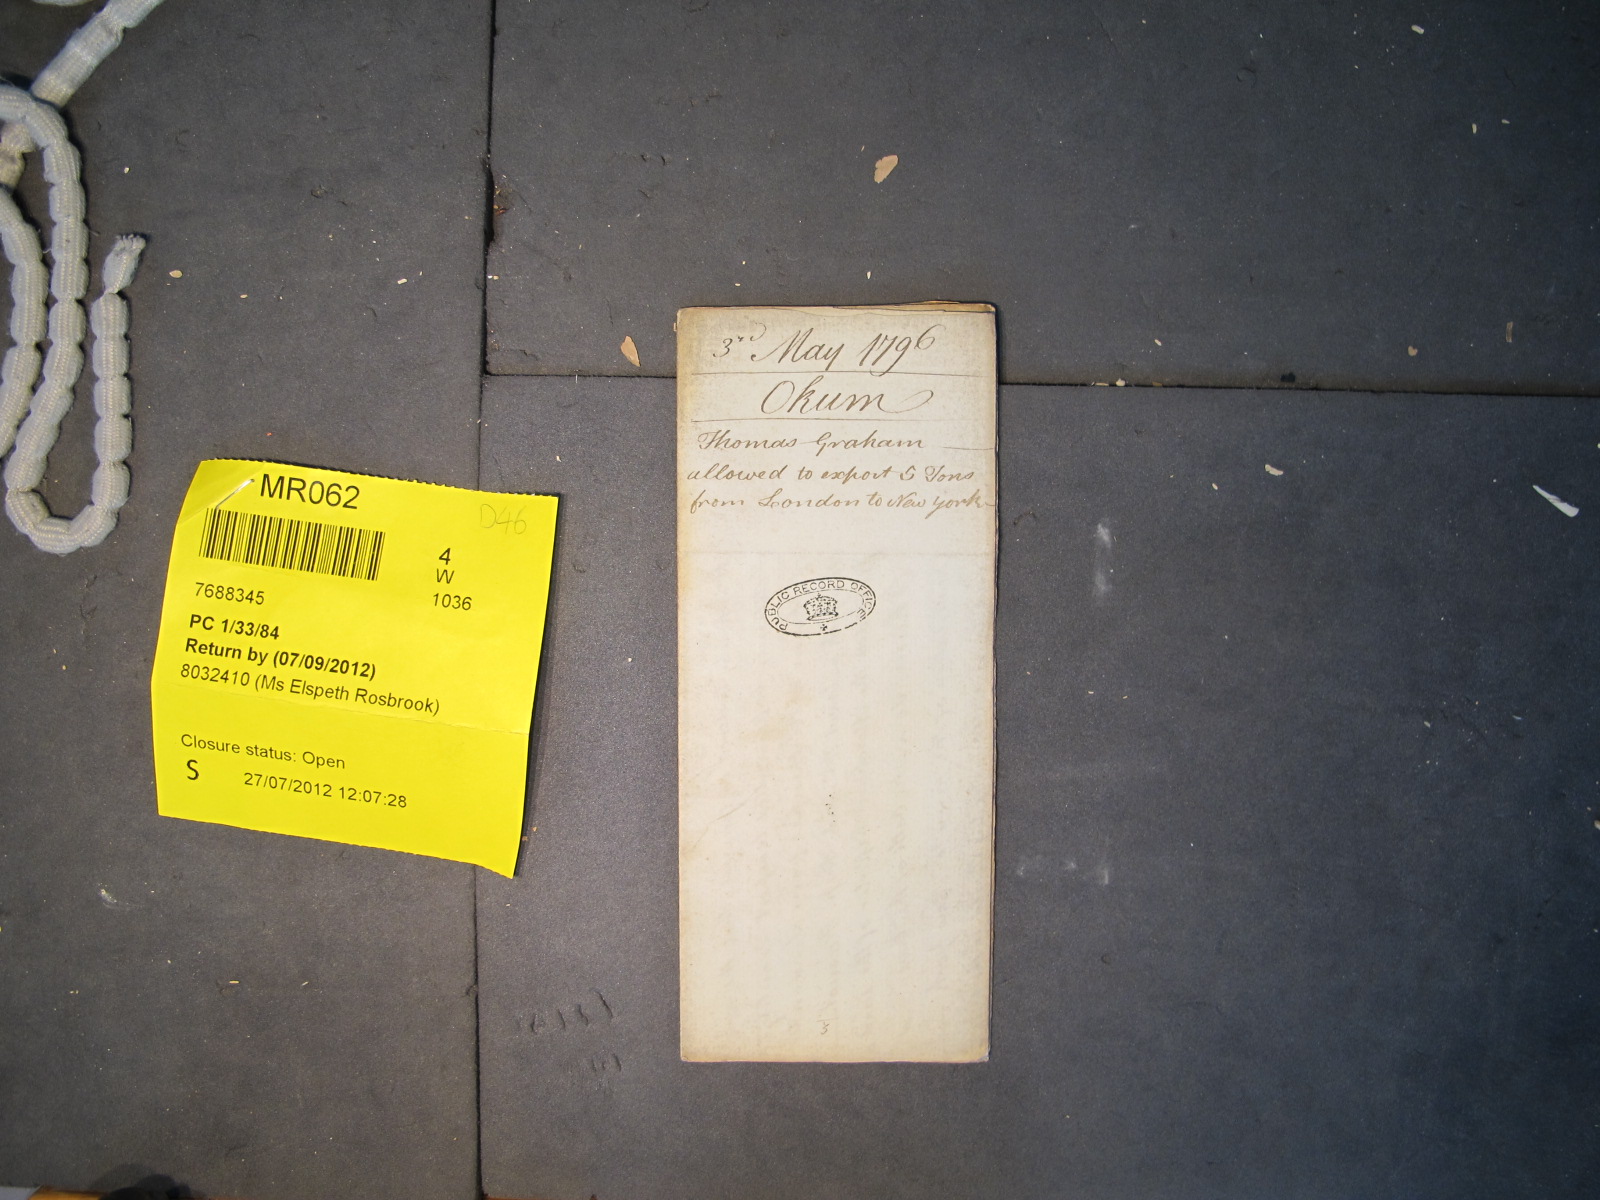 3rd May 1796
Okum
Thomas Graham
allowed to export 5 Tons
from London to New york
PUBLIC RECORD OFFICE
3
MR062
D46
4
W
1036
7688345
PC 1/33/84
Return by (07/09/2012)
8032410 (Ms Elspeth Rosbrook)
Closure status: Open
S 27/07/2012 12:07:28